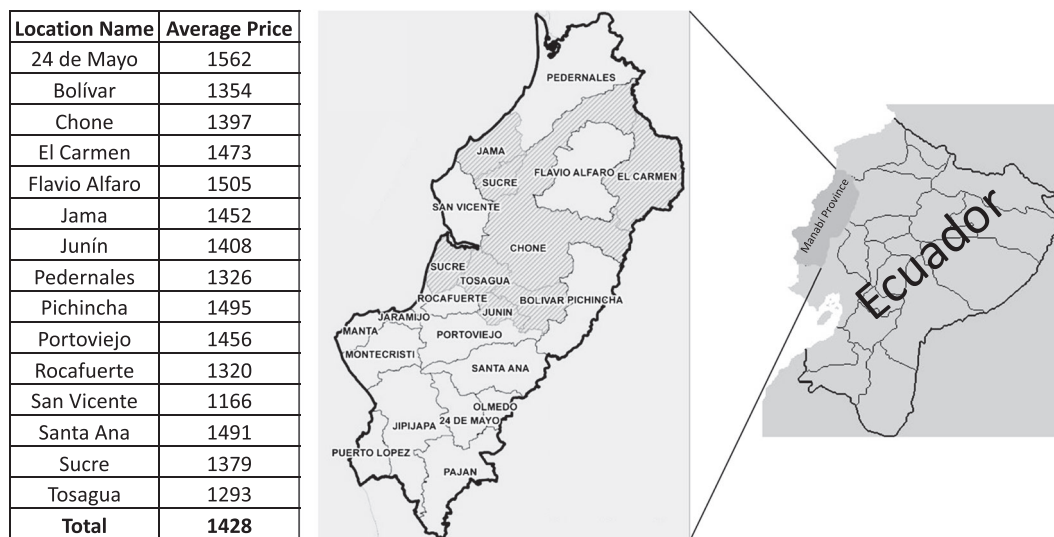 Location Name Average Price
24 de Mayo 1562
Bolívar 1354
Chone 1397
El Carmen 1473
Flavio Alfaro 1505
Jama 1452
Junín 1408
Pedernales 1326
Pichincha 1495
Portoviejo 1456
Rocafuerte 1320
San Vicente 1166
Santa Ana 1491
Sucre 1379
Tosagua 1293
Total 1428
PEDERNALES
JAMA
FLAVIO ALFARO
EL CARMEN
SUCRE
SAN VICENTE
CHONE
SUCRE
TOSAGUA
ROCAFUERTE
BOLIVAR
PICHINCHA
JUNIN
JARAMIJO
MANTA
PORTOVIEJO
MONTECRISTI
SANTA ANA
OLMEDO
24 DE MAYO
JIPIJAPA
PUERTO LOPEZ
PAJAN
Manabí Province
Ecuador